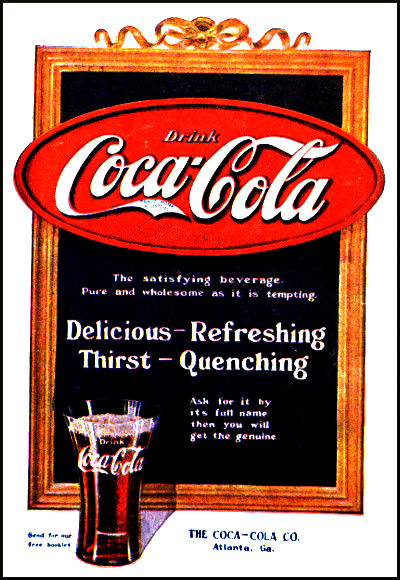 Drink
Coca-Cola
The satisfying beverage.
Pure and wholesome as it is tempting.
Delicious-Refreshing
Thirst - Quenching
Ask for it by
its full name
then you will
get the genuine
Drink
Coca-Cola
Send for our
free booklet
THE COCA-COLA CO.
Atlanta, Ga.